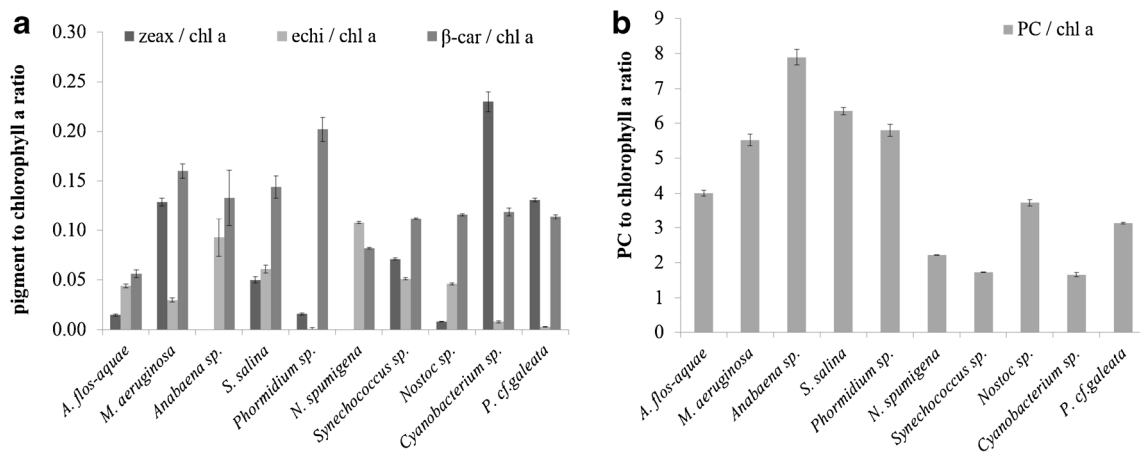 a
zeax / chl a
echi / chl a
β-car / chl a
pigment to chlorophyll a ratio
0.30
0.25
0.20
0.15
0.10
0.05
0.00
A. flos-aquae
M. aeruginosa
Anabaena sp.
S. salina
Phormidium sp.
N. spumigena
Synechococcus sp.
Nostoc sp.
Cyanobacterium sp.
P. cf.galeata
b
PC / chl a
PC to chlorophyll a ratio
9
8
7
6
5
4
3
2
1
0
A. flos-aquae
M. aeruginosa
Anabaena sp.
S. salina
Phormidium sp.
N. spumigena
Synechococcus sp.
Nostoc sp.
Cyanobacterium sp.
P. cf.galeata